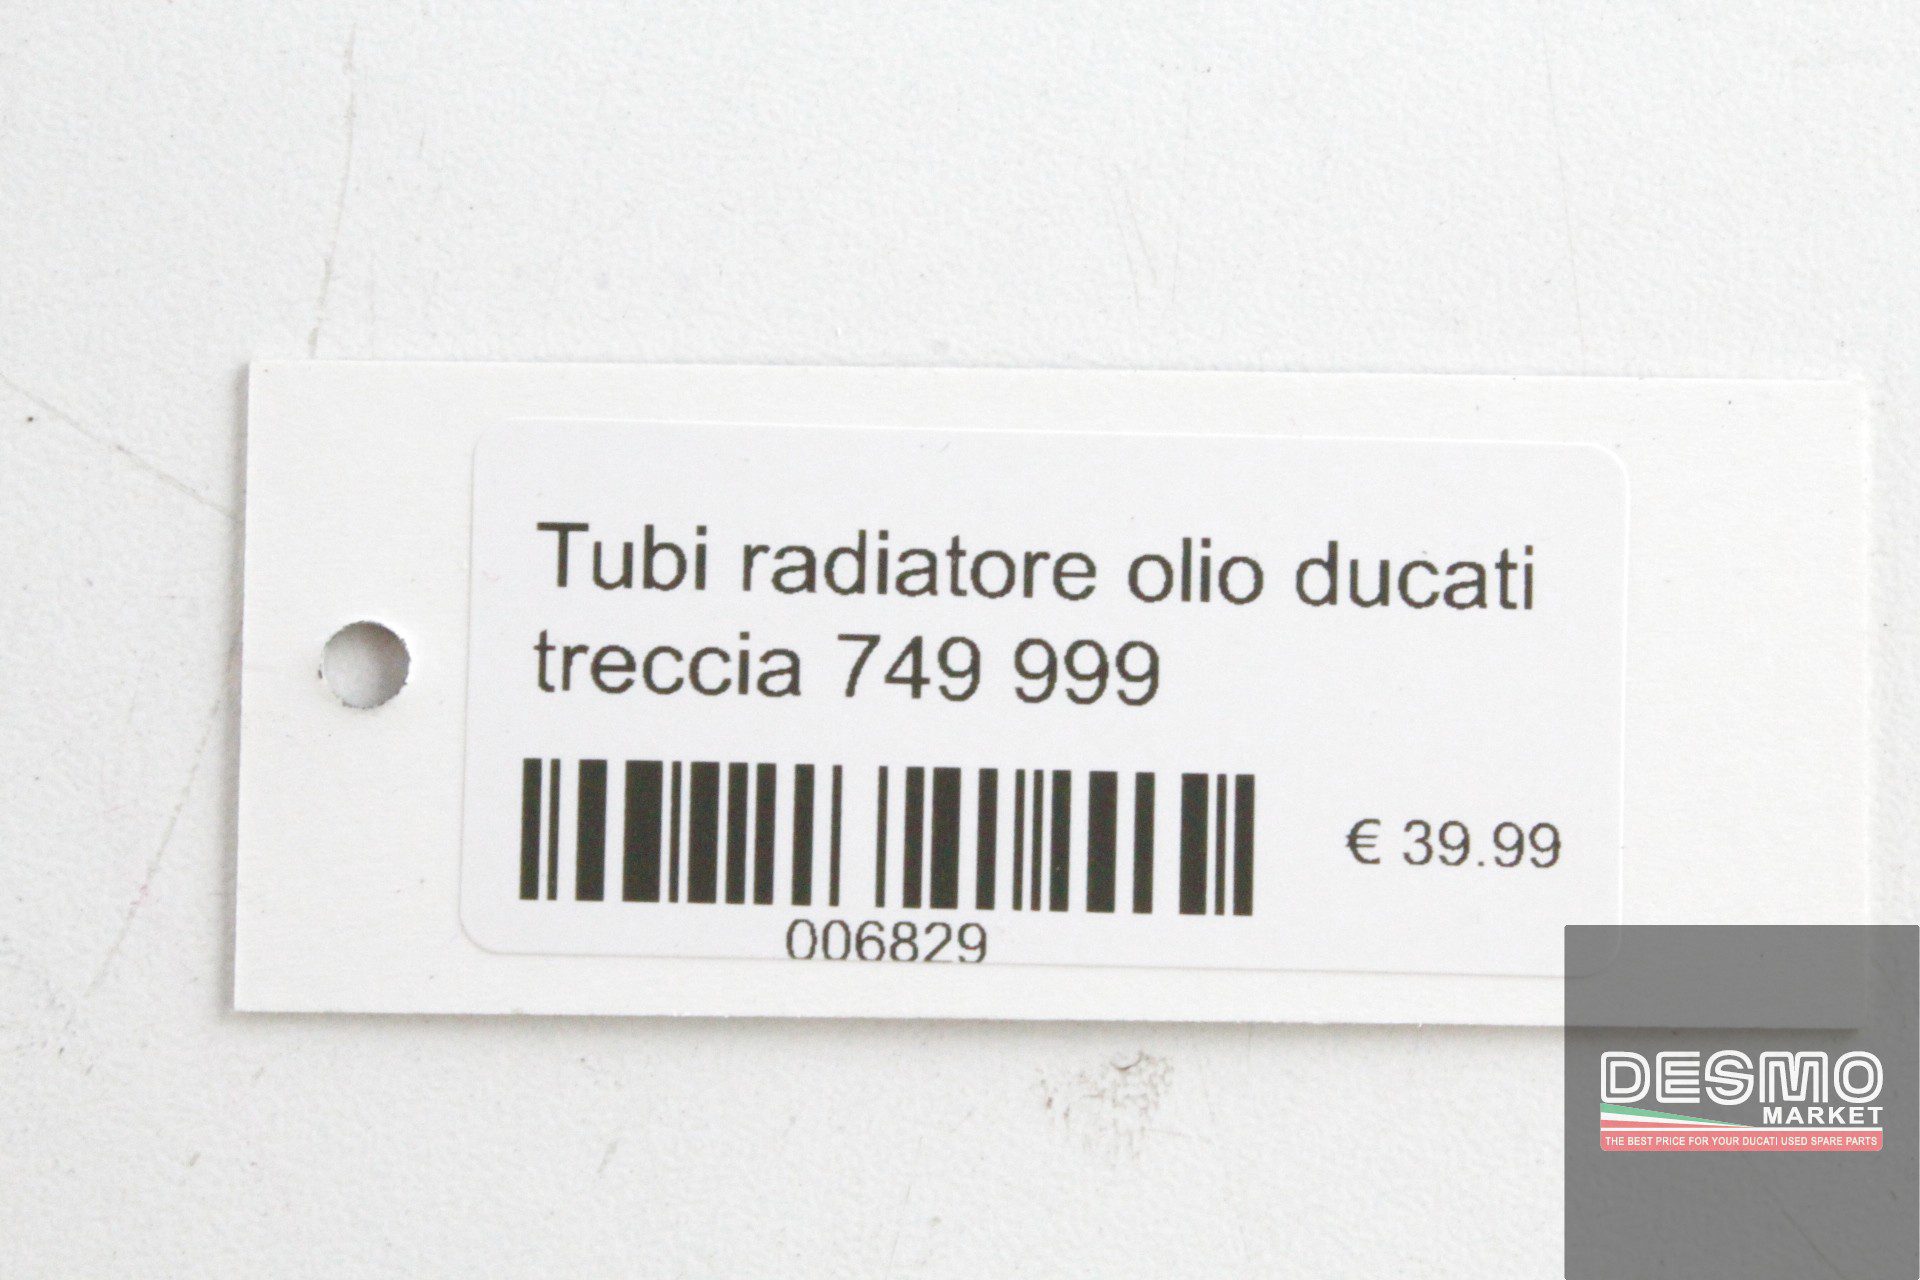 Tubi radiatore olio ducati
treccia 749 999
€ 39.99
006829
DESMO
MARKET
THE BEST PRICE FOR YOUR DUCATI USED SPARE PARTS